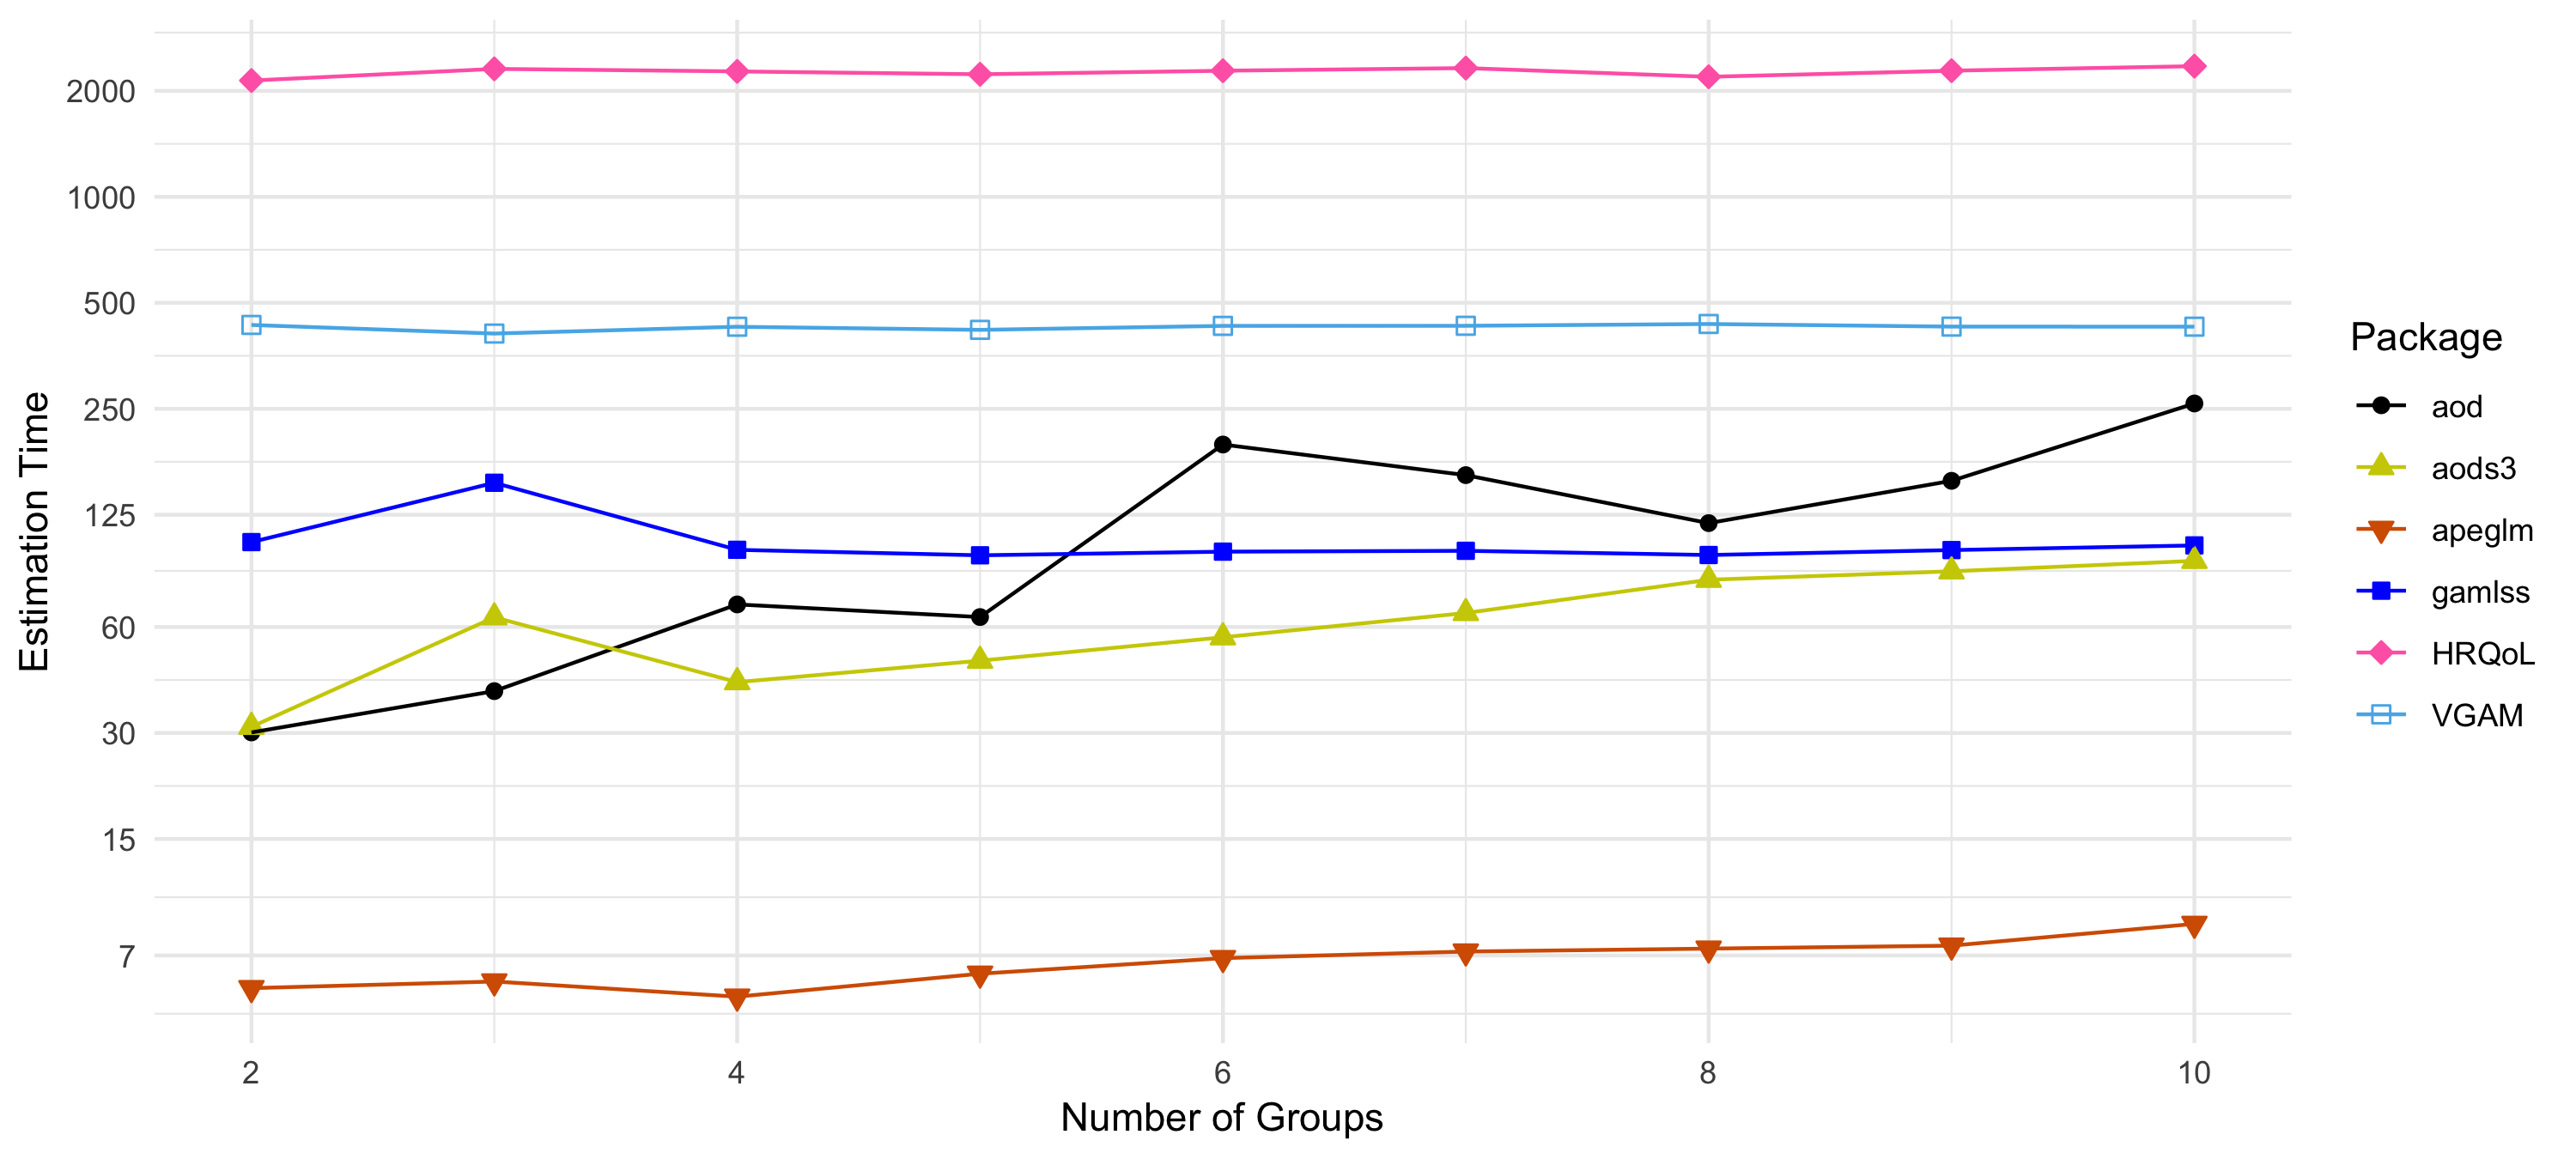 2000
1000
500
250
125
60
30
15
7
Estimation Time
2 4 6 8 10
Number of Groups
Package
aod
aods3
apeglm
gamlss
HRQoL
VGAM